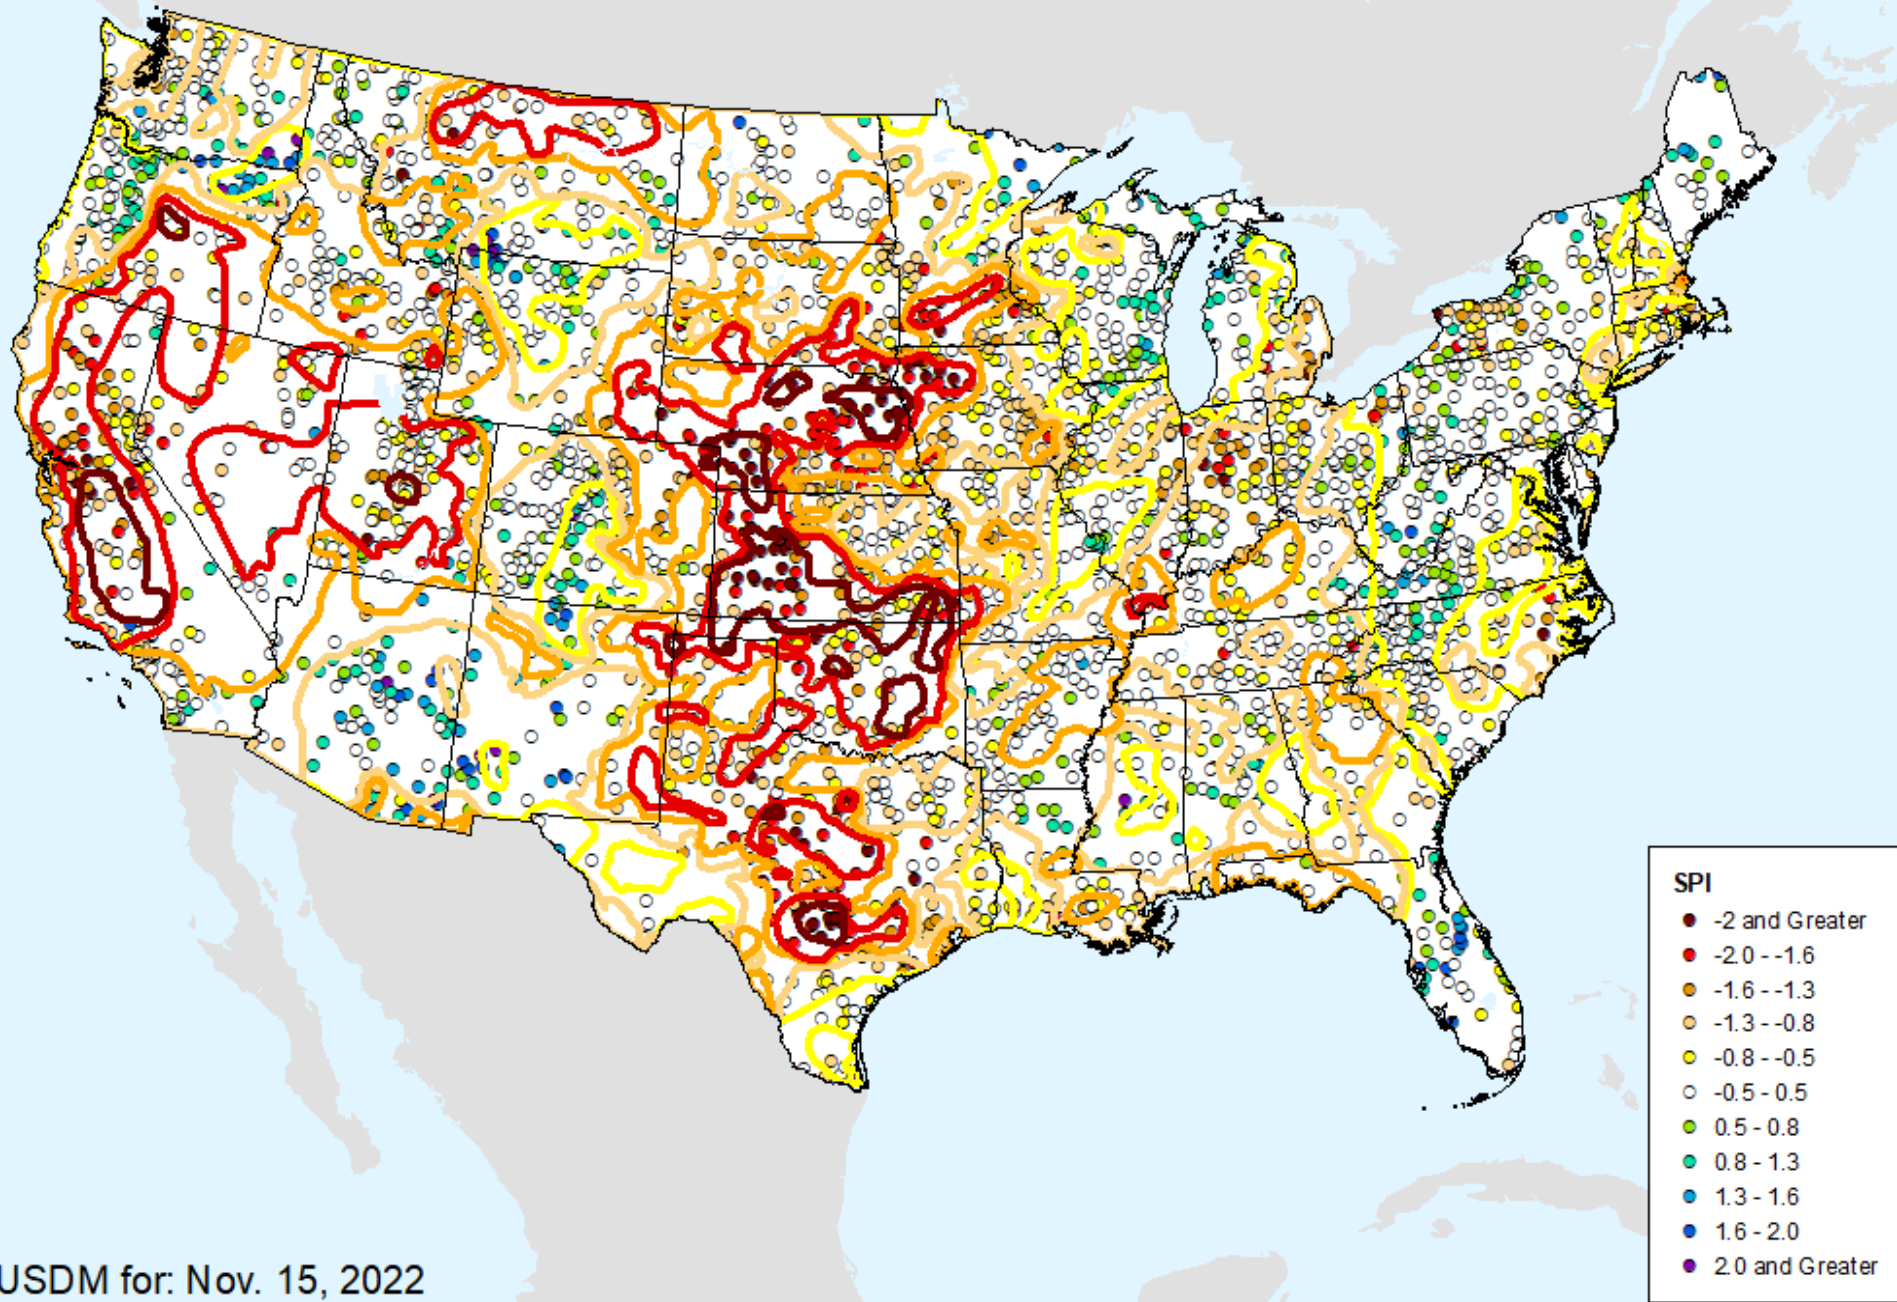 SPI
-2 and Greater
-2.0 - -1.6
-1.6 - -1.3
-1.3 - -0.8
-0.8 - -0.5
-0.5 - 0.5
0.5 - 0.8
0.8 - 1.3
1.3 - 1.6
1.6 - 2.0
2.0 and Greater
USDM for: Nov. 15, 2022